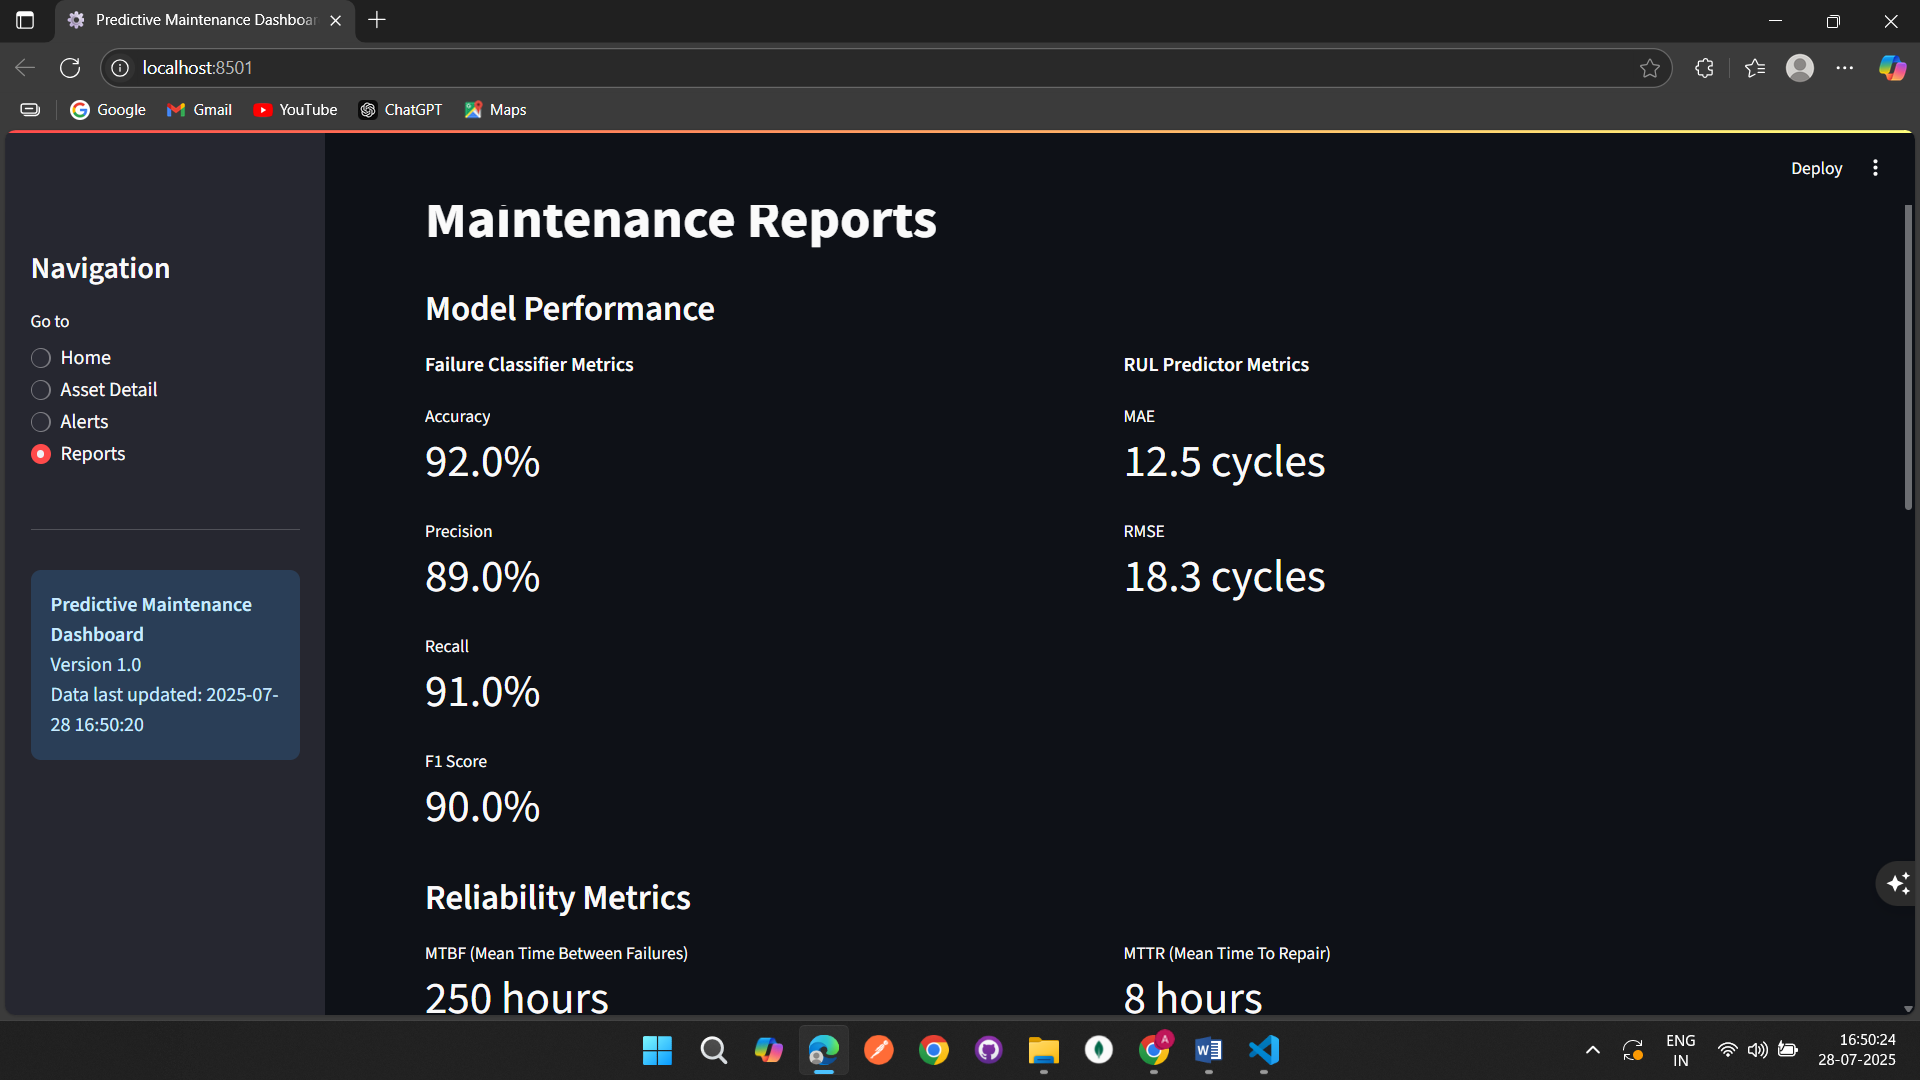 Predictive Maintenance Dashboar
localhost:8501
Google
Gmail
YouTube
ChatGPT
Maps
Deploy
Navigation
Go to
Home
Asset Detail
Alerts
Reports
Predictive Maintenance
Dashboard
Version 1.0
Data last updated: 2025-07-
28 16:50:20
Maintenance Reports
Model Performance
Failure Classifier Metrics
Accuracy
92.0%
Precision
89.0%
Recall
91.0%
F1 Score
90.0%
RUL Predictor Metrics
MAE
12.5 cycles
RMSE
18.3 cycles
Reliability Metrics
MTBF (Mean Time Between Failures)
250 hours
MTTR (Mean Time To Repair)
8 hours
A
W
ENG
IN
16:50:24
28-07-2025